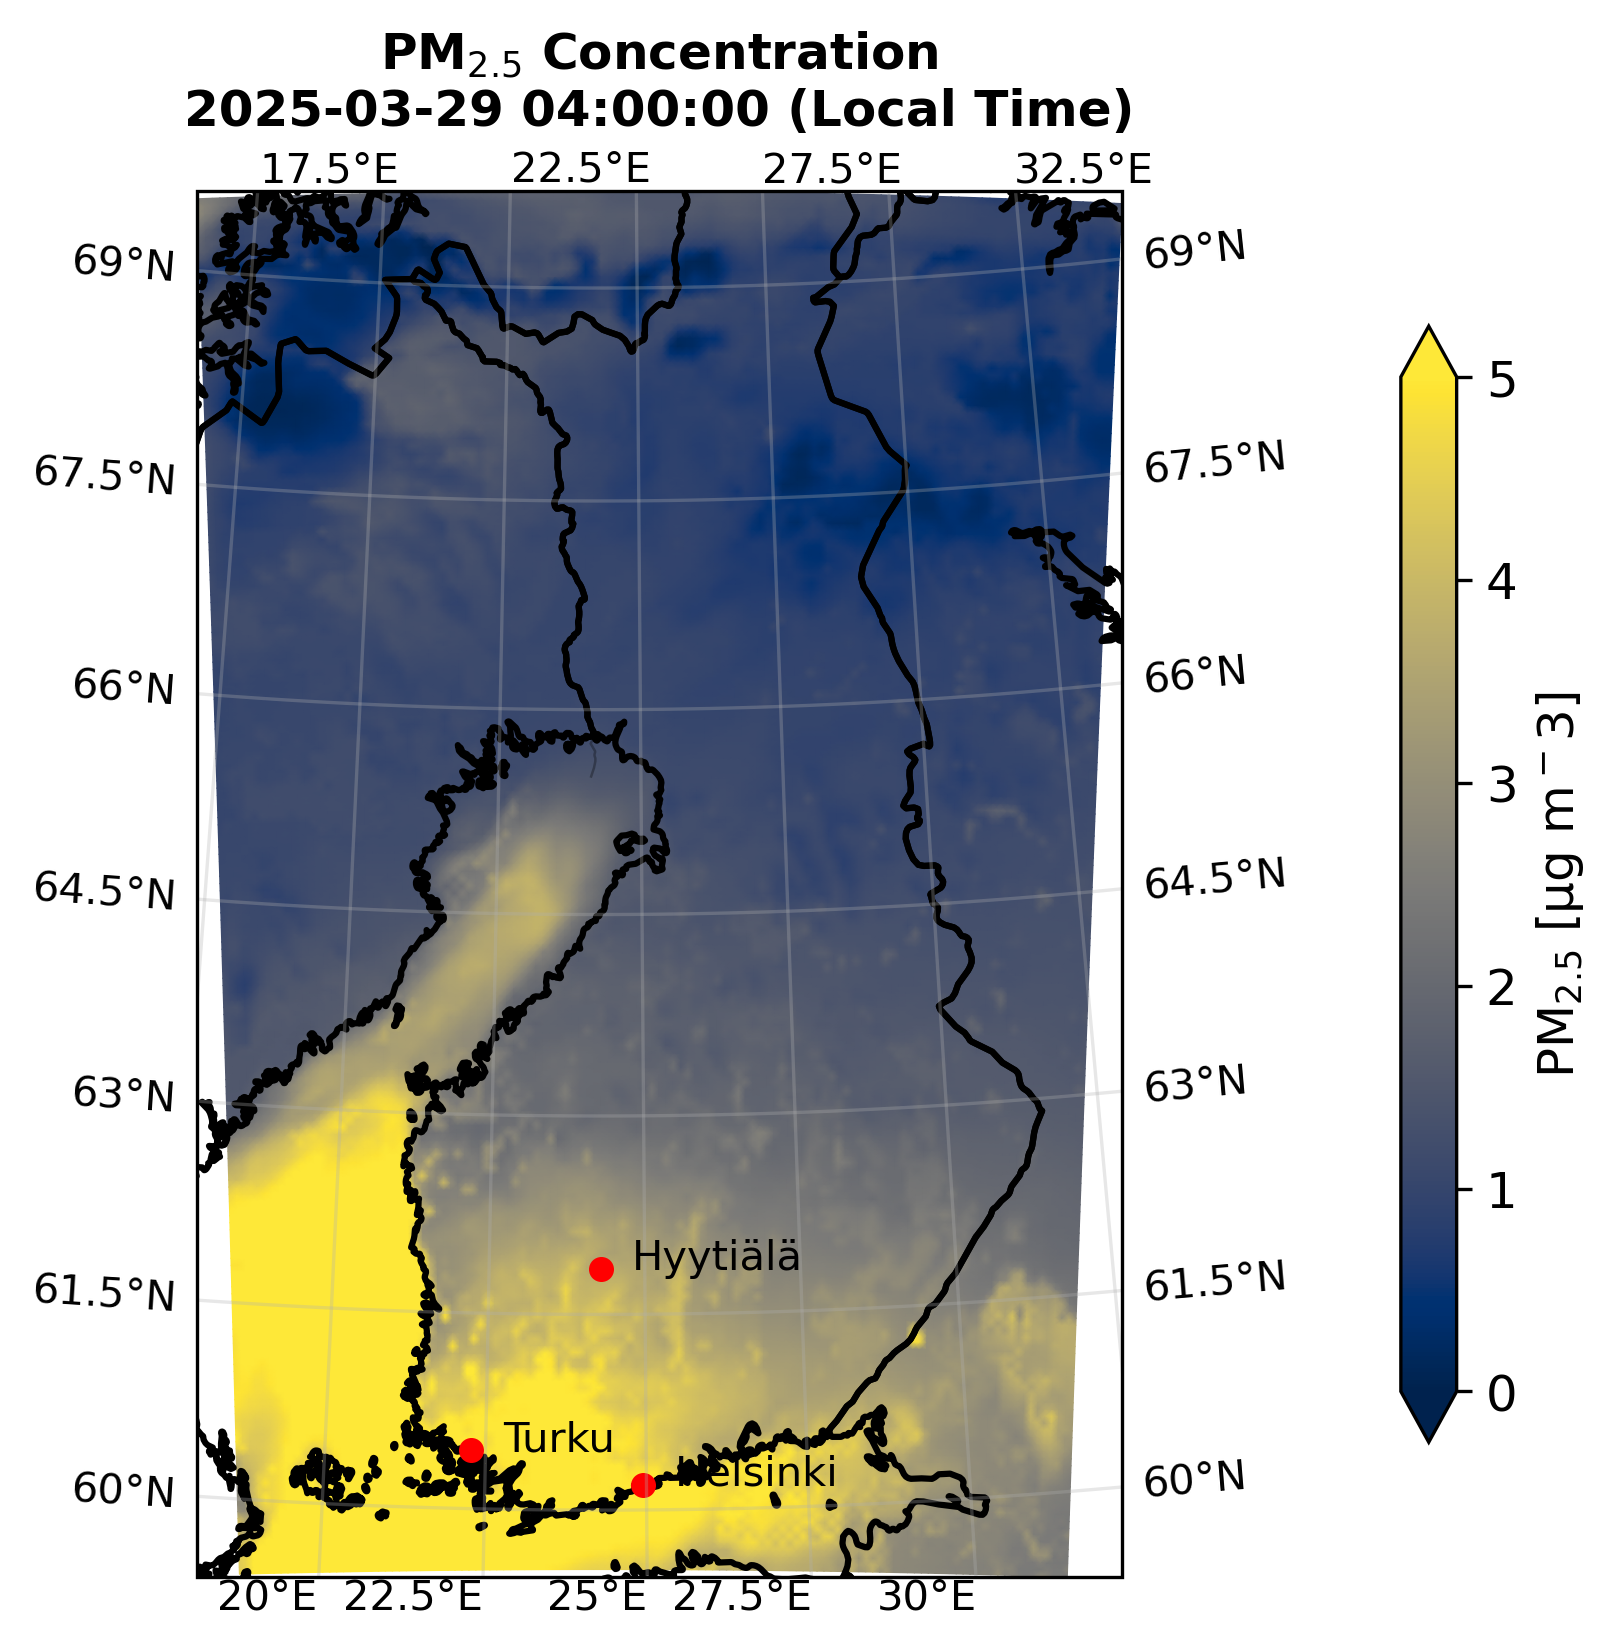 PM₂.₅ Concentration
2025-03-29 04:00:00 (Local Time)
17.5°E 22.5°E 27.5°E 32.5°E
69°N 69°N
67.5°N 67.5°N
66°N 66°N
64.5°N 64.5°N
63°N 63°N
61.5°N 61.5°N
60°N 60°N
Hyytiälä
Turku
Helsinki
20°E 22.5°E 25°E 27.5°E 30°E
5
4
3
2
1
0
PM₂.₅ [µg m⁻3]